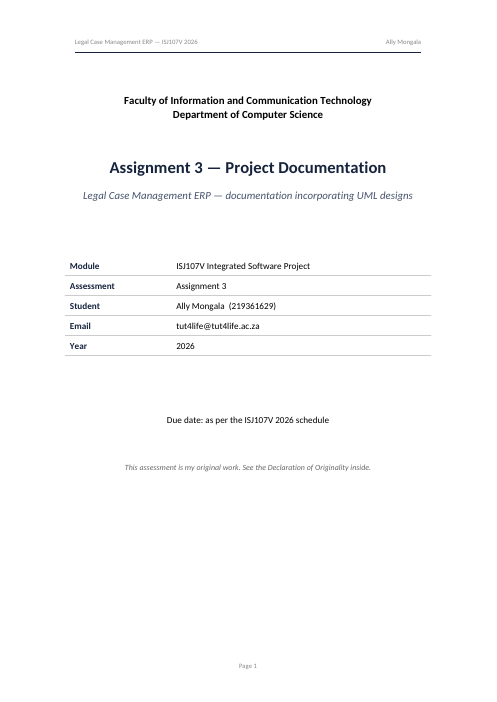 Legal Case Management ERP — ISJ107V 2026 Ally Mongala
Faculty of Information and Communication Technology
Department of Computer Science
Assignment 3 — Project Documentation
Legal Case Management ERP — documentation incorporating UML designs
Module ISJ107V Integrated Software Project
Assessment Assignment 3
Student Ally Mongala (219361629)
Email tut4life@tut4life.ac.za
Year 2026
Due date: as per the ISJ107V 2026 schedule
This assessment is my original work. See the Declaration of Originality inside.
Page 1